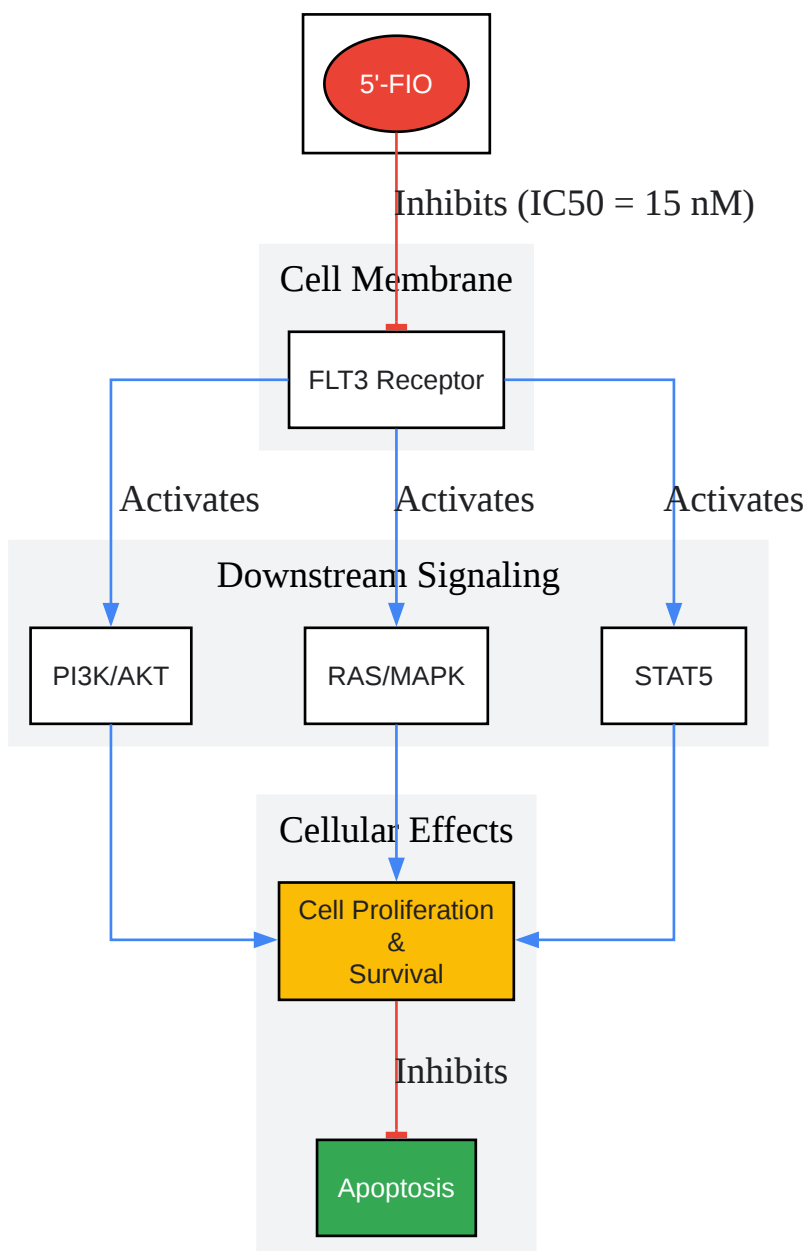 5'-FIO
Inhibits (IC50 = 15 nM)
Cell Membrane
FLT3 Receptor
Activates
Activates
Activates
Downstream Signaling
PI3K/AKT
RAS/MAPK
STAT5
Cellular Effects
Cell Proliferation
&
Survival
Inhibits
Apoptosis